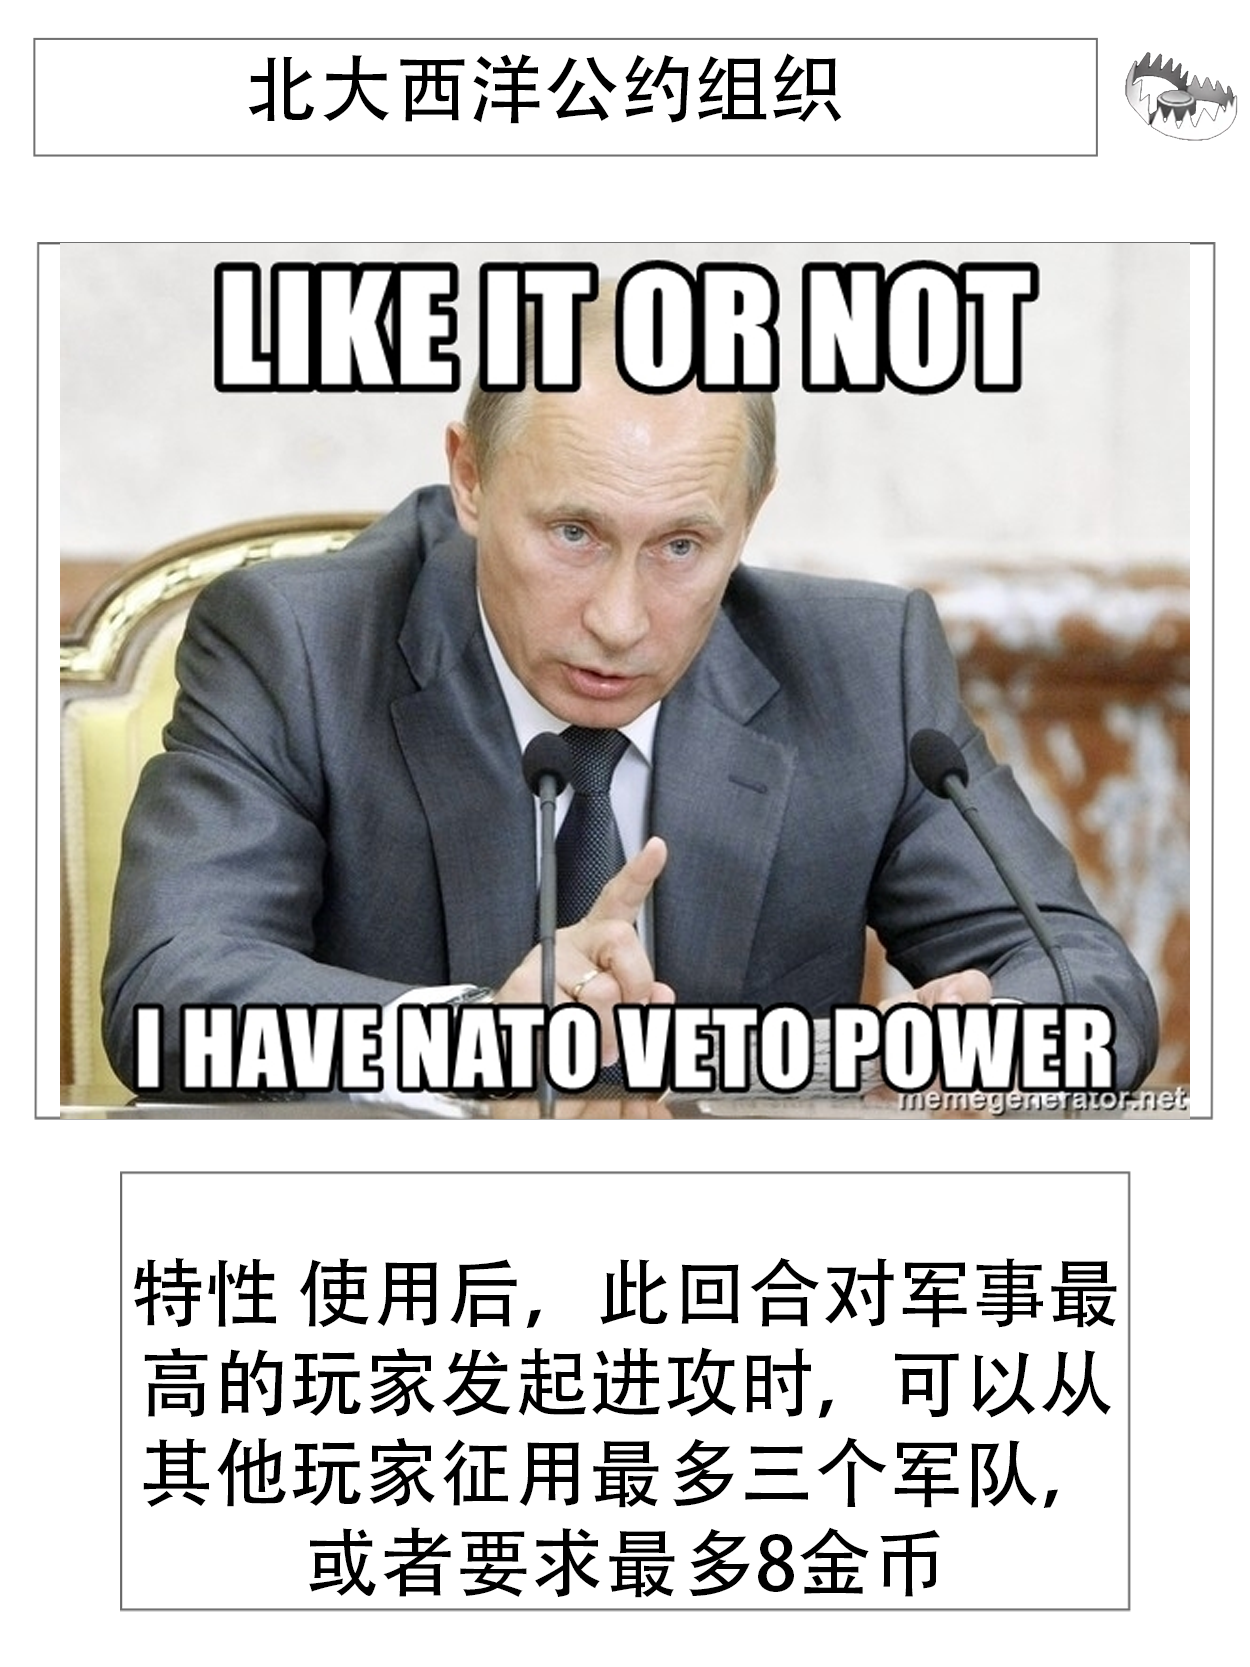 北大西洋公约组织
LIKE IT OR NOT
I HAVE NATO VETO POWER
memegenerator.net
特性 使用后，此回合对军事最
高的玩家发起进攻时，可以从
其他玩家征用最多三个军队，
或者要求最多8金币